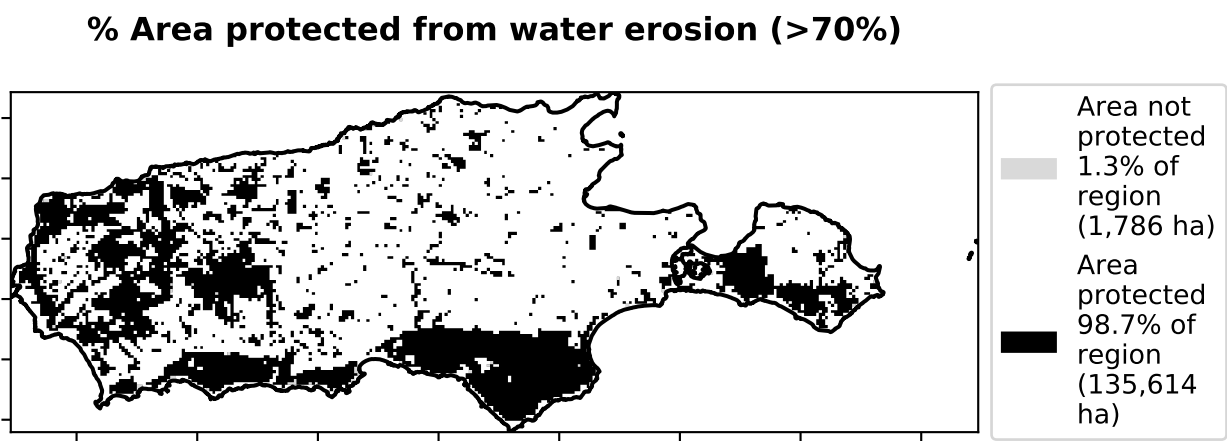 % Area protected from water erosion (>70%)
Area not
protected
1.3% of
region
(1,786 ha)
Area
protected
98.7% of
region
(135,614
ha)